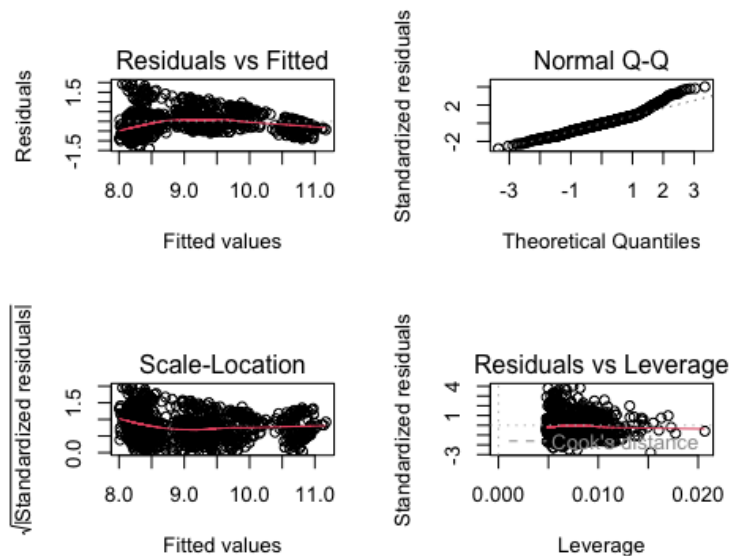 Residuals vs Fitted
Residuals
1.5
-1.5
8.0 9.0 10.0 11.0
Fitted values
Normal Q-Q
Standardized residuals
2
-2
-3 -1 1 2 3
Theoretical Quantiles
Scale-Location
√|Standardized residuals|
1.5
0.0
8.0 9.0 10.0 11.0
Fitted values
Residuals vs Leverage
Standardized residuals
4
1
-3
Cook's distance
0.000 0.010 0.020
Leverage